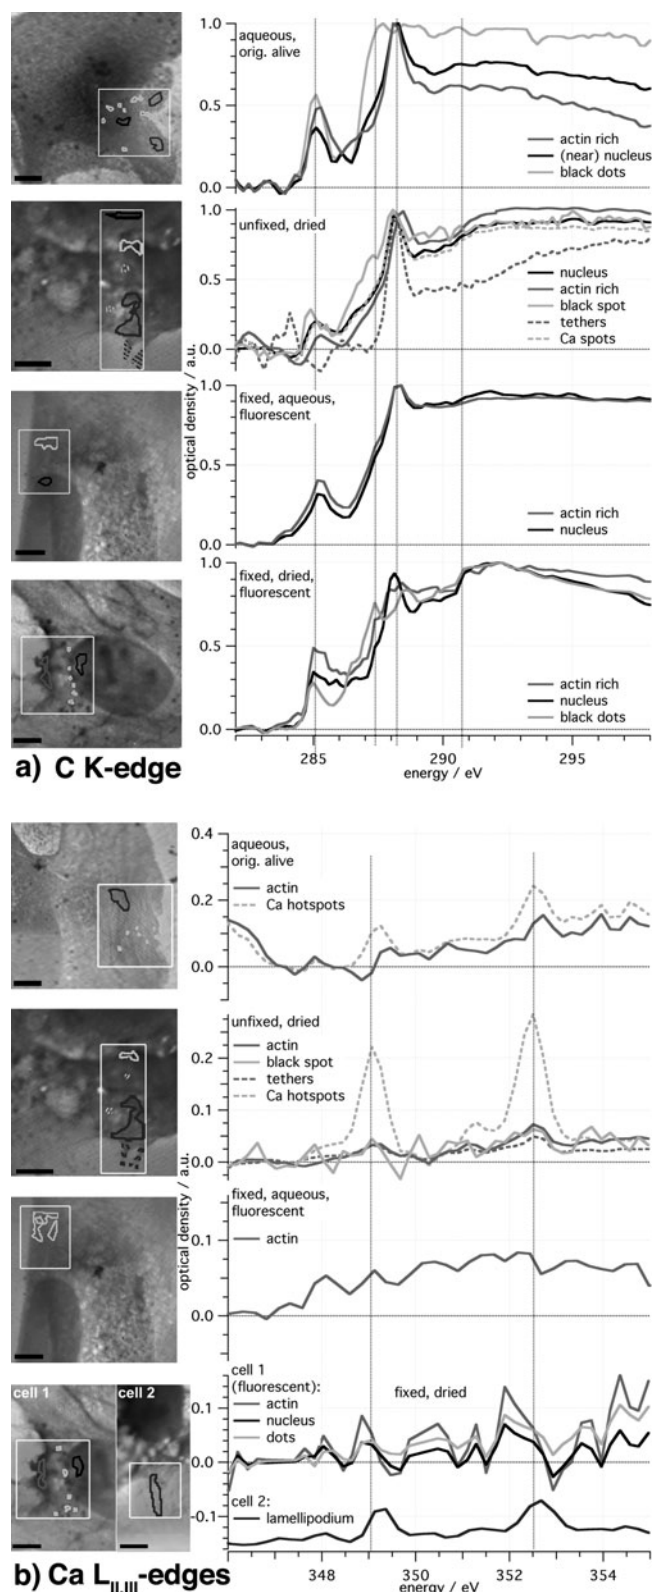 aqueous,
orig. alive
1.0
0.5
0.0
actin rich
(near) nucleus
black dots
unfixed, dried
1.0
0.5
0.0
nucleus
actin rich
black spot
tethers
Ca spots
optical density / a.u.
fixed, aqueous,
fluorescent
1.0
0.5
0.0
actin rich
nucleus
fixed, dried,
fluorescent
1.0
0.5
0.0
actin rich
nucleus
black dots
285
290
295
energy / eV
a) C K-edge
aqueous,
orig. alive
0.4
0.2
0.0
actin
Ca hotspots
unfixed, dried
actin
black spot
tethers
Ca hotspots
0.2
0.1
0.0
optical density / a.u.
fixed, aqueous,
fluorescent
actin
0.1
0.0
cell 1
cell 2
cell 1
(fluorescent):
actin
nucleus
dots
fixed, dried
0.1
0.0
-0.1
cell 2:
lamellipodium
348
350
352
354
energy / eV
b) Ca LII,III-edges